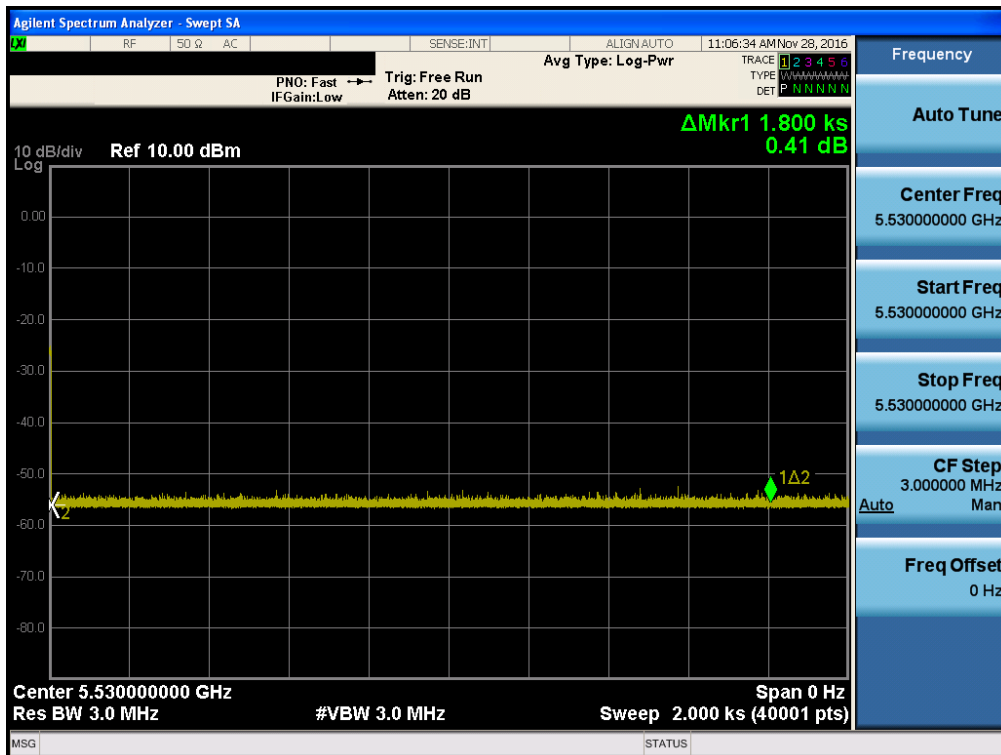 Agilent Spectrum Analyzer - Swept SA
LXI RF 50 Ω AC SENSE:INT ALIGN AUTO 11:06:34 AM Nov 28, 2016
Frequency
PNO: Fast
IFGain:Low
Trig: Free Run
Atten: 20 dB
Avg Type: Log-Pwr
TRACE 1 2 3 4 5 6
TYPE WWWWWW
DET P N N N N N
Auto Tune
ΔMkr1 1.800 ks
0.41 dB
10 dB/div Ref 10.00 dBm
Log
0.00
-10.0
-20.0
-30.0
-40.0
-50.0
-60.0
-70.0
-80.0
1Δ2
2
Center Freq
5.530000000 GHz
Start Freq
5.530000000 GHz
Stop Freq
5.530000000 GHz
CF Step
3.000000 MHz
Auto Man
Freq Offset
0 Hz
Center 5.530000000 GHz Span 0 Hz
Res BW 3.0 MHz #VBW 3.0 MHz Sweep 2.000 ks (40001 pts)
MSG STATUS